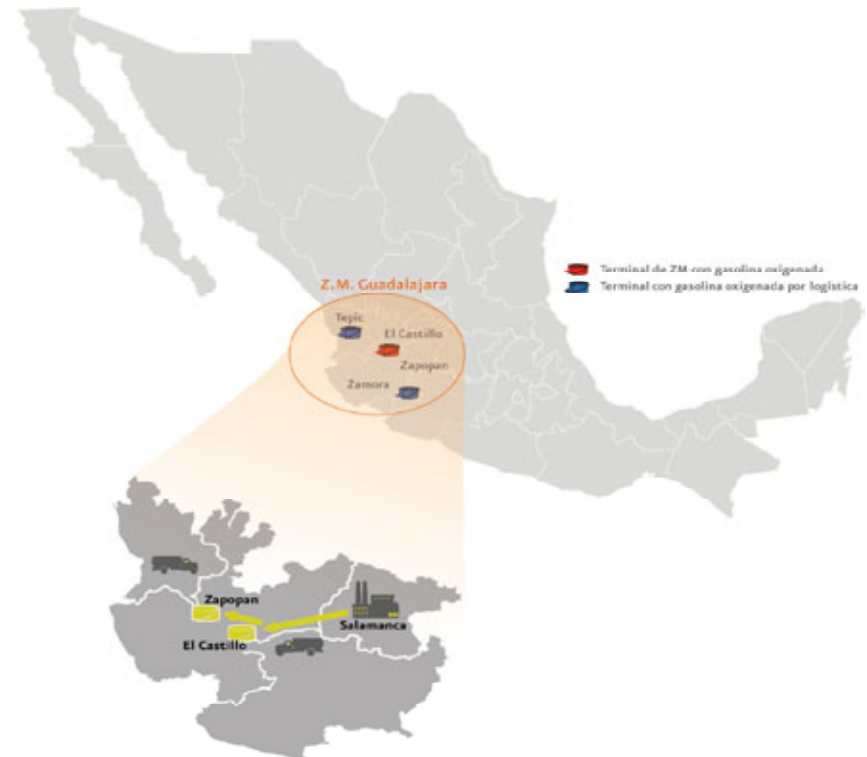 Terminal de ZM con gasolina oxigenada
Terminal con gasolina oxigenada por logística
Z.M. Guadalajara
Tepic
El Castillo
Zapopan
Zamora
Zapopan
Salamanca
El Castillo